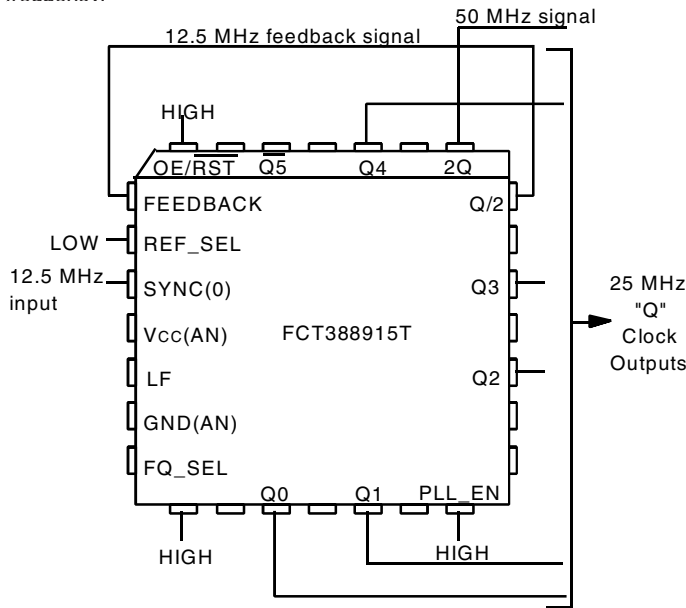 50 MHz signal
12.5 MHz feedback signal
HIGH
OE/RST Q5 Q4 2Q
FEEDBACK Q/2
LOW REF_SEL
12.5 MHz input SYNC(0) Q3
VCC(AN) FCT388915T
25 MHz
"Q"
Clock
Outputs
LF Q2
GND(AN)
FQ_SEL
Q0 Q1 PLL_EN
HIGH HIGH